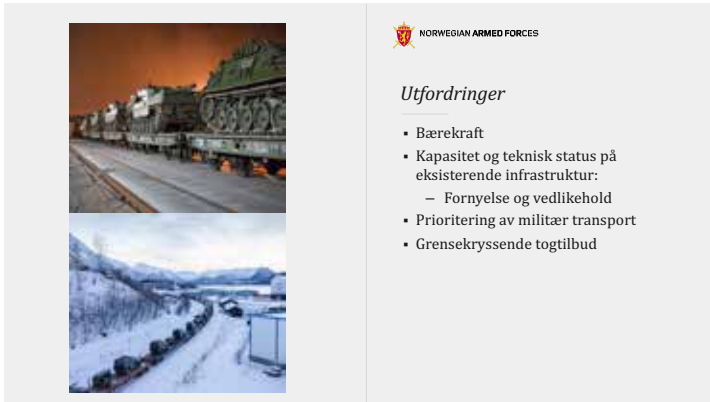 NORWEGIAN ARMED FORCES
Utfordringer
▪ Bærekraft
▪ Kapasitet og teknisk status på
eksisterende infrastruktur:
– Fornyelse og vedlikehold
▪ Prioritering av militær transport
▪ Grensekryssende togtilbud